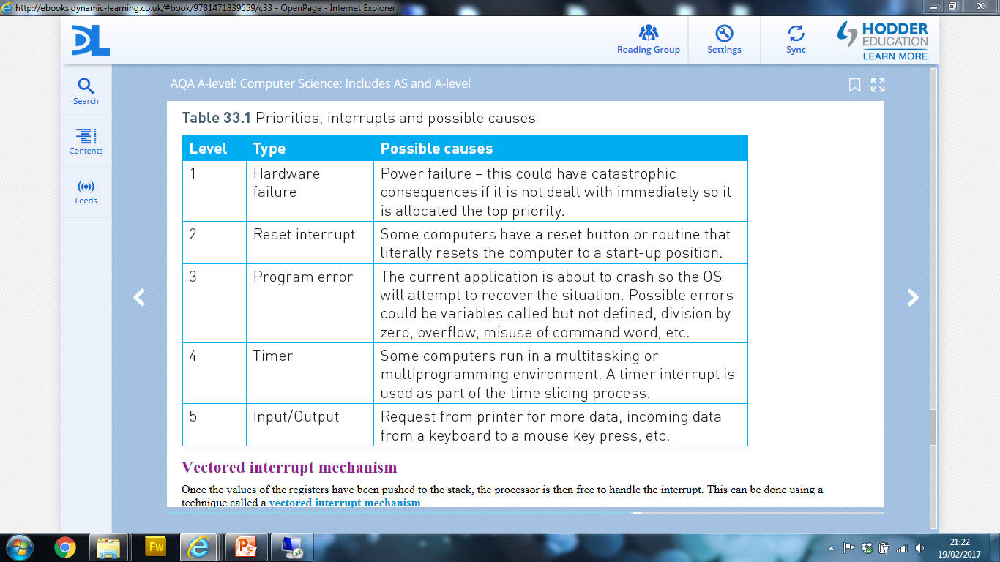 http://ebooks.dynamic-learning.co.uk/#book/9781471839559/c33 - OpenPage - Internet Explorer
DL
Reading Group
Settings
Sync
HODDER
EDUCATION
LEARN MORE
Search
Contents
Feeds
AQA A-level: Computer Science: Includes AS and A-level
Table 33.1 Priorities, interrupts and possible causes
Level Type Possible causes
1 Hardware Power failure – this could have catastrophic
failure consequences if it is not dealt with immediately so it
is allocated the top priority.
2 Reset interrupt Some computers have a reset button or routine that
literally resets the computer to a start-up position.
3 Program error The current application is about to crash so the OS
will attempt to recover the situation. Possible errors
could be variables called but not defined, division by
zero, overflow, misuse of command word, etc.
4 Timer Some computers run in a multitasking or
multiprogramming environment. A timer interrupt is
used as part of the time slicing process.
5 Input/Output Request from printer for more data, incoming data
from a keyboard to a mouse key press, etc.
Vectored interrupt mechanism
Once the values of the registers have been pushed to the stack, the processor is then free to handle the interrupt. This can be done using a
technique called a vectored interrupt mechanism.
Fw
21:22
19/02/2017